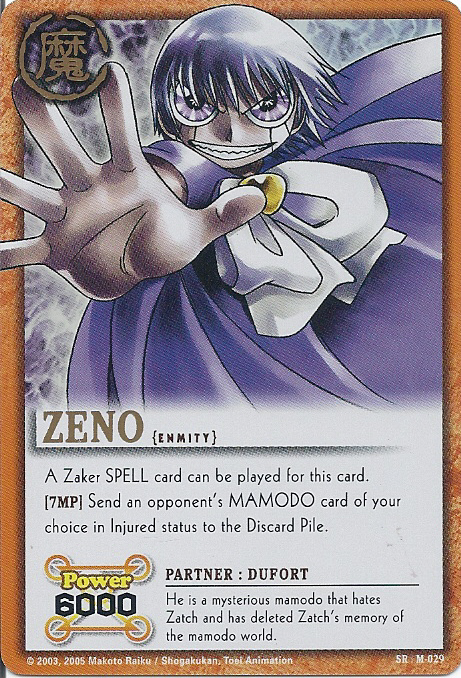 魔
ZENO {ENMITY}
A Zaker SPELL card can be played for this card.
[7MP] Send an opponent's MAMODO card of your
choice in Injured status to the Discard Pile.
Power
6000
PARTNER : DUFORT
He is a mysterious mamodo that hates
Zatch and has deleted Zatch's memory of
the mamodo world.
© 2003, 2005 Makoto Raiku / Shogakukan, Toei Animation
SR M-029